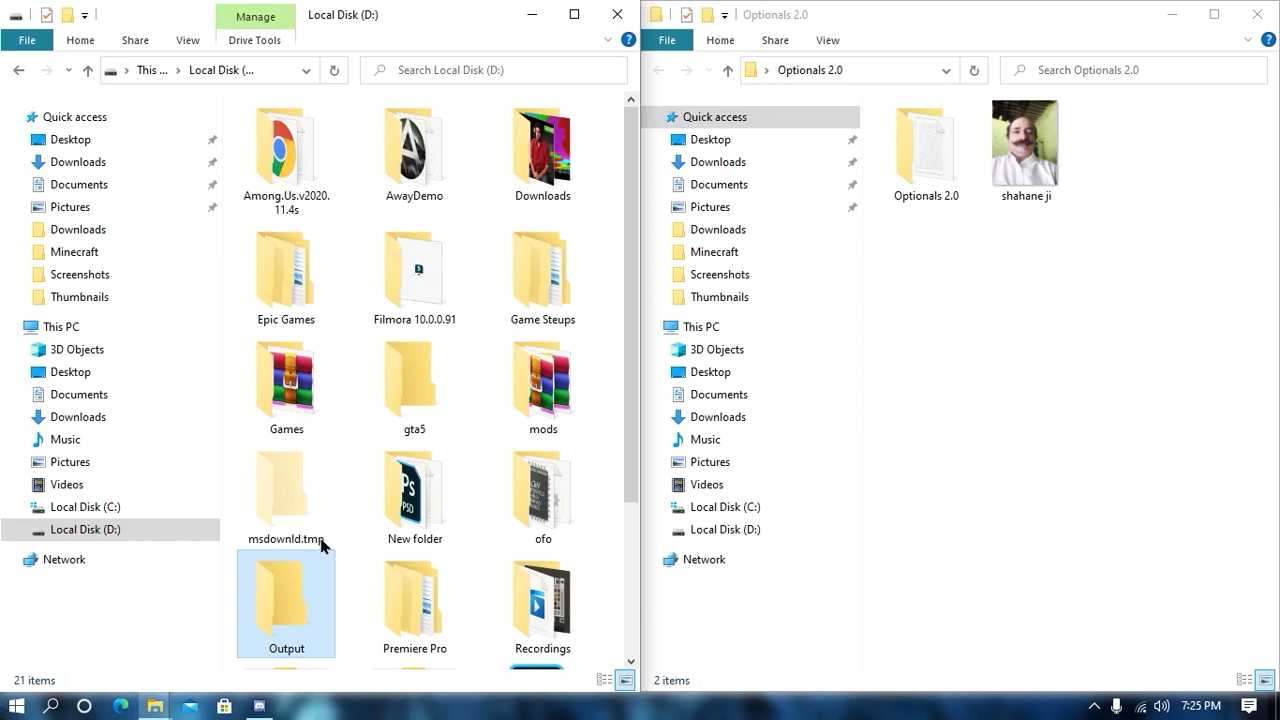 Manage
Local Disk (D:)
File
Home
Share
View
Drive Tools
This ...
Local Disk (...
Search Local Disk (D:)
Quick access
Desktop
Downloads
Documents
Pictures
Downloads
Minecraft
Screenshots
Thumbnails
This PC
3D Objects
Desktop
Documents
Downloads
Music
Pictures
Videos
Local Disk (C:)
Local Disk (D:)
Network
Among.Us.v2020.
11.4s
AwayDemo
Downloads
Epic Games
Filmora 10.0.0.91
Game Steups
Games
gta5
mods
msdownld.tmp
New folder
ofo
Output
Premiere Pro
Recordings
21 items
Optionals 2.0
File
Home
Share
View
Optionals 2.0
Search Optionals 2.0
Quick access
Desktop
Downloads
Documents
Pictures
Downloads
Minecraft
Screenshots
Thumbnails
This PC
3D Objects
Desktop
Documents
Downloads
Music
Pictures
Videos
Local Disk (C:)
Local Disk (D:)
Network
Optionals 2.0
shahane ji
2 items
7:25 PM